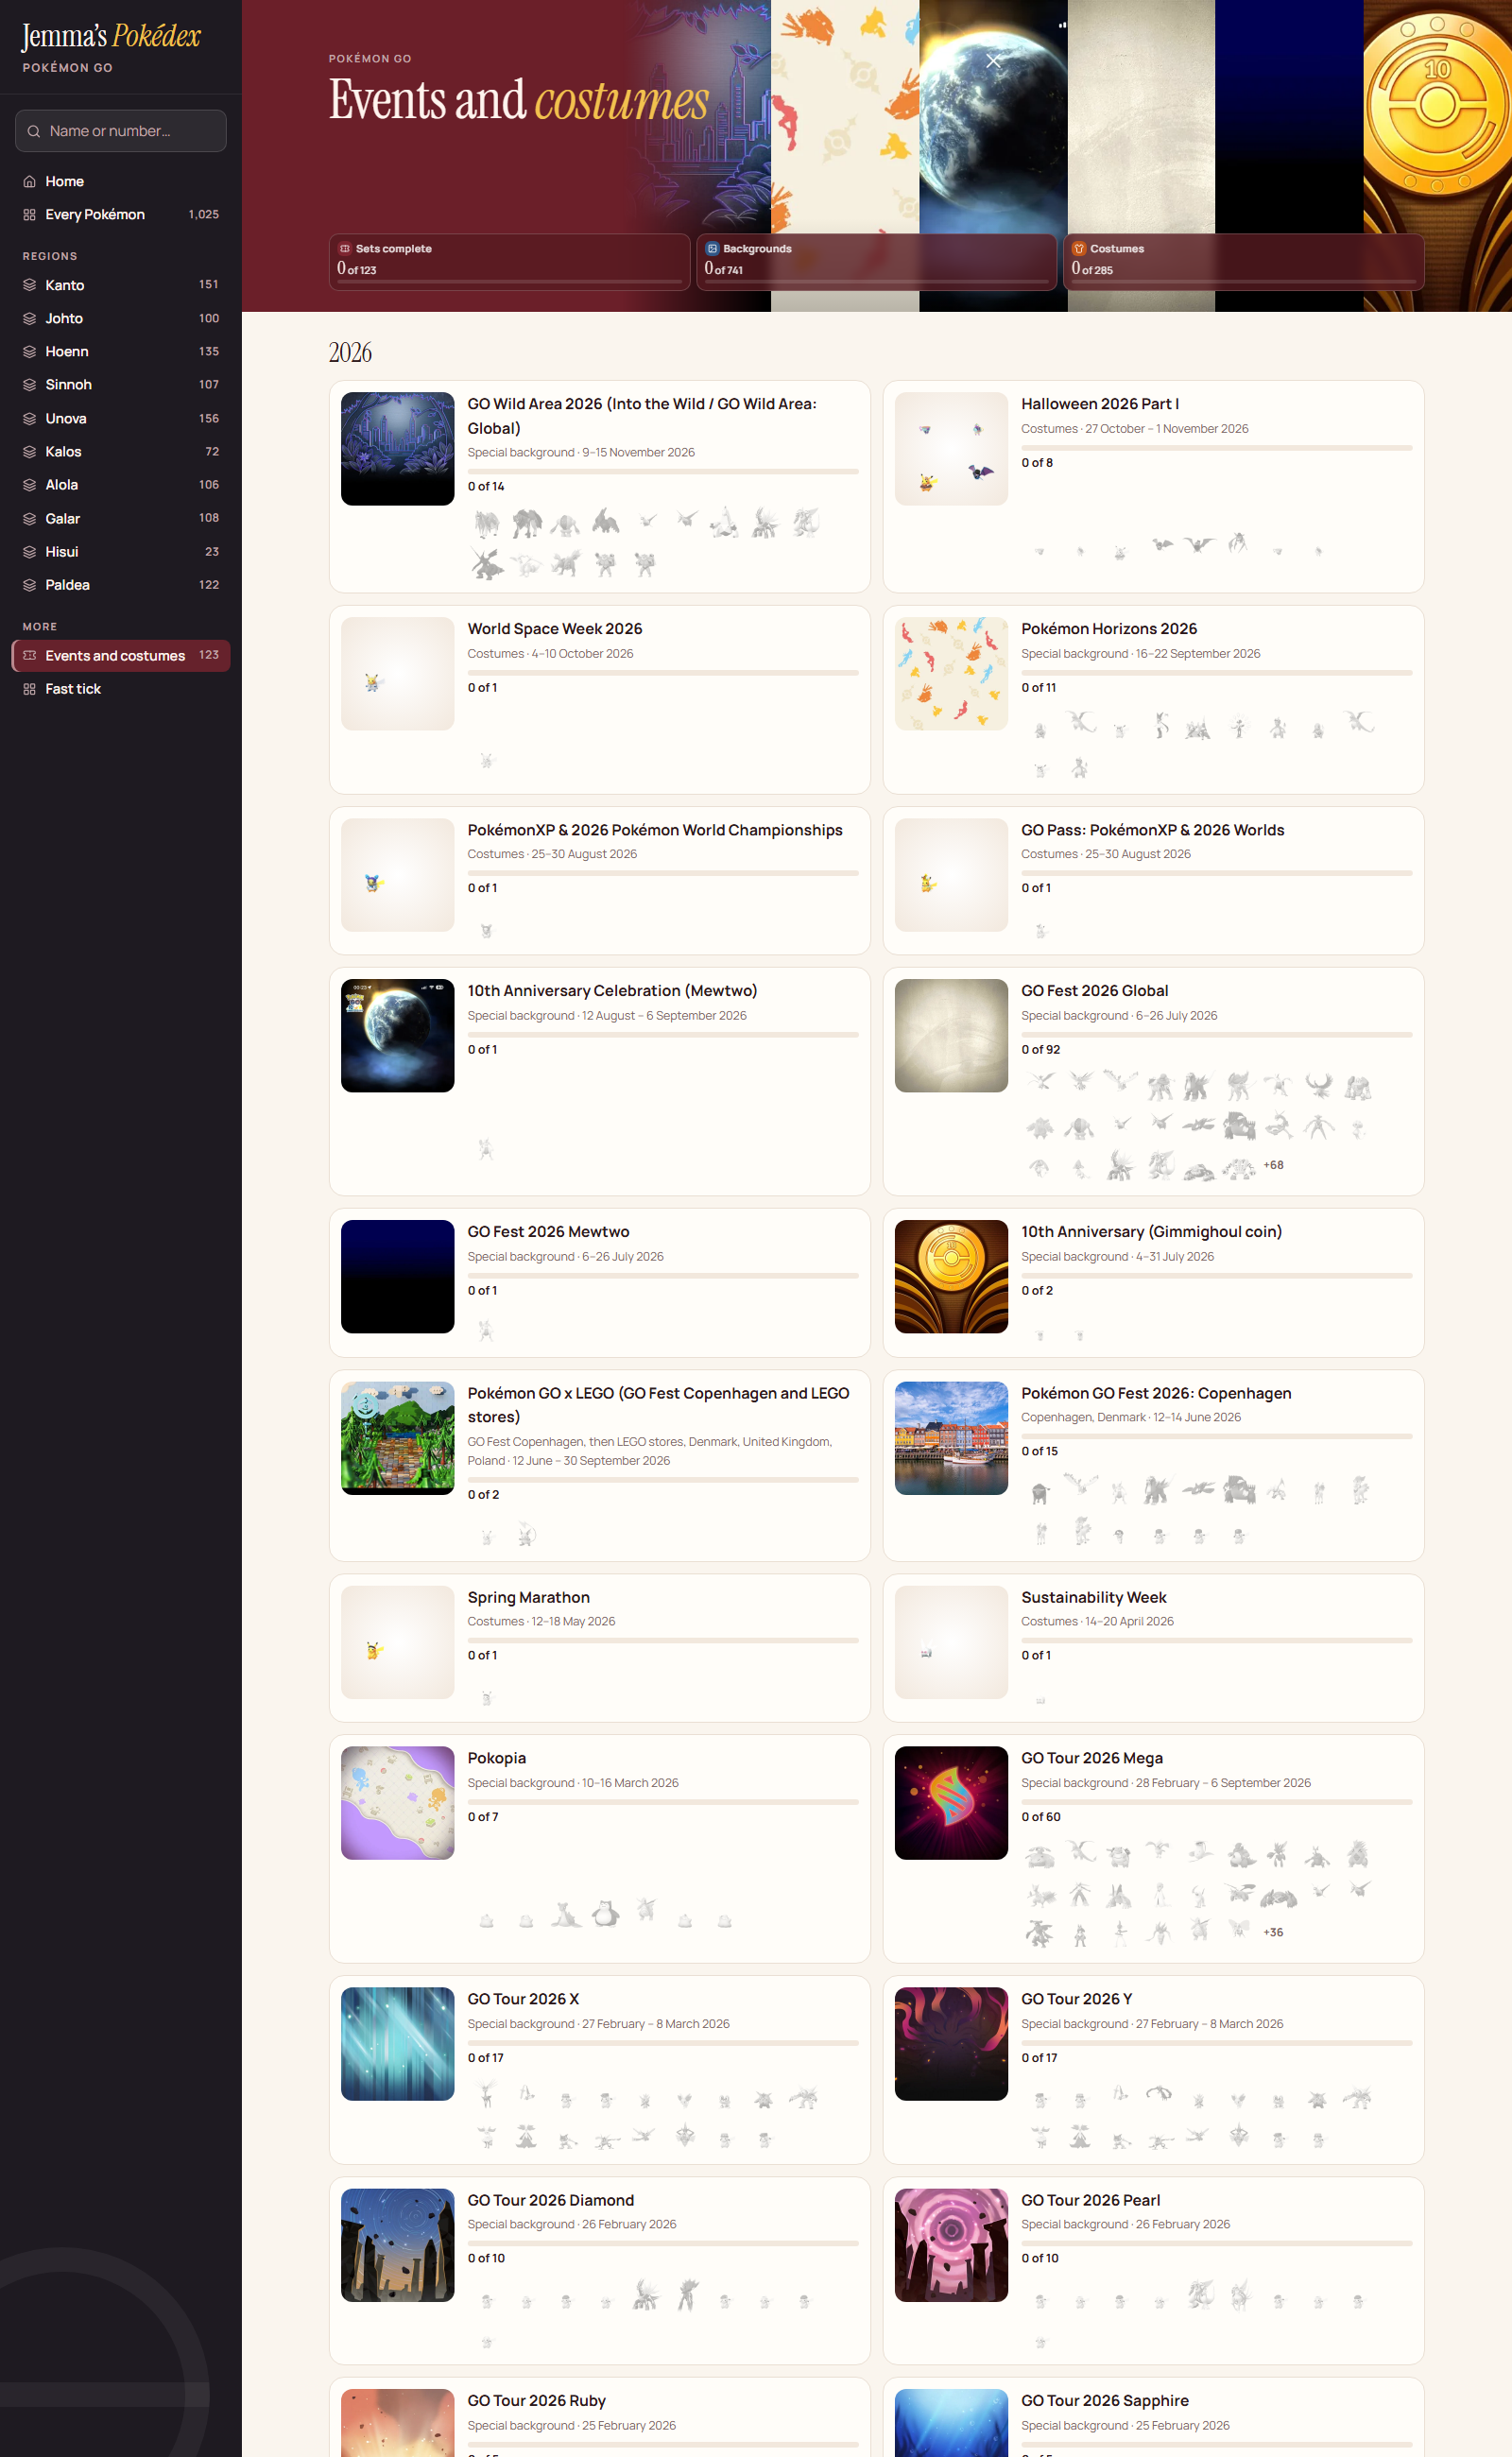 Jemma's Pokédex
POKÉMON GO
Name or number...
Home
Every Pokémon 1,025
REGIONS
Kanto 151
Johto 100
Hoenn 135
Sinnoh 107
Unova 156
Kalos 72
Alola 106
Galar 108
Hisui 23
Paldea 122
MORE
Events and costumes 123
Fast tick
POKÉMON GO
Events and costumes
10
Sets complete
0 of 123
Backgrounds
0 of 741
Costumes
0 of 285
2026
GO Wild Area 2026 (Into the Wild / GO Wild Area:
Global)
Special background · 9–15 November 2026
0 of 14
Halloween 2026 Part I
Costumes · 27 October – 1 November 2026
0 of 8
World Space Week 2026
Costumes · 4–10 October 2026
0 of 1
Pokémon Horizons 2026
Special background · 16–22 September 2026
0 of 11
PokémonXP & 2026 Pokémon World Championships
Costumes · 25–30 August 2026
0 of 1
GO Pass: PokémonXP & 2026 Worlds
Costumes · 25–30 August 2026
0 of 1
10th Anniversary Celebration (Mewtwo)
Special background · 12 August – 6 September 2026
0 of 1
GO Fest 2026 Global
Special background · 6–26 July 2026
0 of 92
+68
GO Fest 2026 Mewtwo
Special background · 6–26 July 2026
0 of 1
10th Anniversary (Gimmighoul coin)
Special background · 4–31 July 2026
0 of 2
Pokémon GO x LEGO (GO Fest Copenhagen and LEGO
stores)
GO Fest Copenhagen, then LEGO stores, Denmark, United Kingdom,
Poland · 12 June – 30 September 2026
0 of 2
Pokémon GO Fest 2026: Copenhagen
Copenhagen, Denmark · 12–14 June 2026
0 of 15
Spring Marathon
Costumes · 12–18 May 2026
0 of 1
Sustainability Week
Costumes · 14–20 April 2026
0 of 1
Pokopia
Special background · 10–16 March 2026
0 of 7
GO Tour 2026 Mega
Special background · 28 February – 6 September 2026
0 of 60
+36
GO Tour 2026 X
Special background · 27 February – 8 March 2026
0 of 17
GO Tour 2026 Y
Special background · 27 February – 8 March 2026
0 of 17
GO Tour 2026 Diamond
Special background · 26 February 2026
0 of 10
GO Tour 2026 Pearl
Special background · 26 February 2026
0 of 10
GO Tour 2026 Ruby
Special background · 25 February 2026
GO Tour 2026 Sapphire
Special background · 25 February 2026